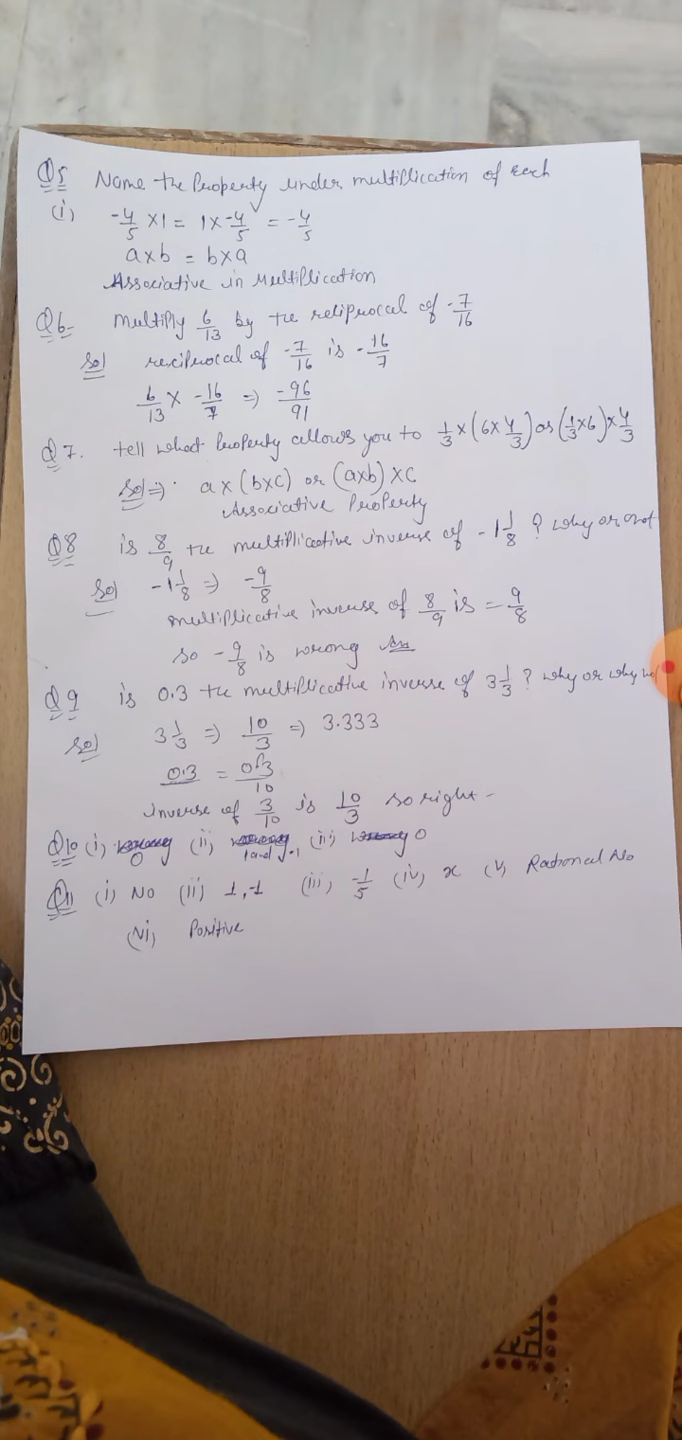 Q5 Name the Property under multiplication of each
(i) -4/5 x 1 = 1 x -4/5 = -4/5
a x b = b x a
Associative in Multiplication
Q6- Multiply 6/13 by the reliprocal of -7/16
Sol reciprocal of -7/16 is -16/7
6/13 x -16/7 => -96/91
Q7. tell what Property allows you to 1/3 x (6 x 4/3) as (1/3 x 6) x 4/3
Sol => a x (b x c) or (a x b) x c
Associative Property
Q8 is 8/9 the multiplicative inverse of -1 1/8 ? why or not
Sol -1 1/8 => -9/8
multiplicative inverse of 8/9 is = 9/8
so -9/8 is wrong Ans
Q9 is 0.3 the multiplicative inverse of 3 1/3 ? why or why not
Sol 3 1/3 => 10/3 => 3.333
0.3 = 03/10
inverse of 3/10 is 10/3 so right -
Q10 (i) 0 (ii) 1 and -1 (iii) 0
Q11 (i) No (ii) 1, -1 (iii) -1/5 (iv) x (v) Rational No
(vi) Positive